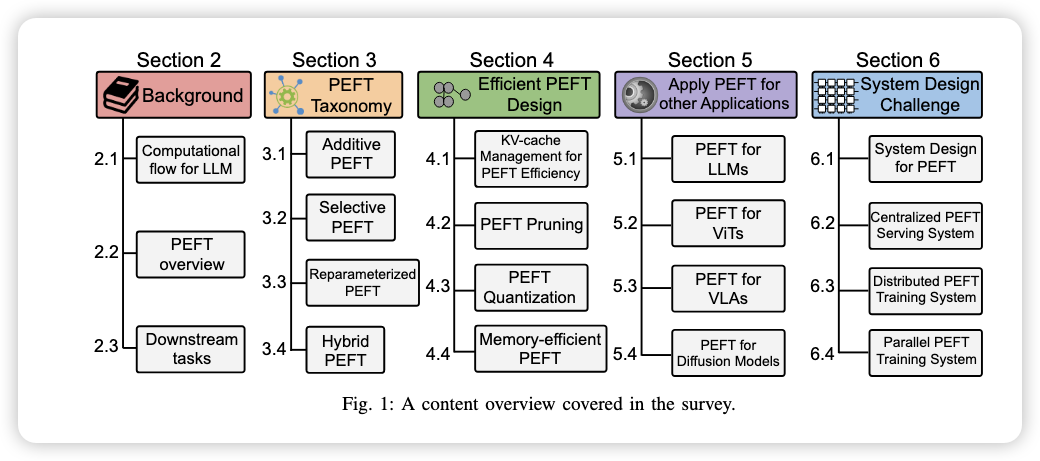 Section 2
Background
2.1
Computational
flow for LLM
2.2
PEFT
overview
2.3
Downstream
tasks
Section 3
PEFT
Taxonomy
3.1
Additive
PEFT
3.2
Selective
PEFT
3.3
Reparameterized
PEFT
3.4
Hybrid
PEFT
Section 4
Efficient PEFT
Design
4.1
KV-cache
Management for
PEFT Efficiency
4.2
PEFT Pruning
4.3
PEFT
Quantization
4.4
Memory-efficient
PEFT
Section 5
Apply PEFT for
other Applications
5.1
PEFT for
LLMs
5.2
PEFT for
ViTs
5.3
PEFT for
VLAs
5.4
PEFT for
Diffusion Models
Section 6
System Design
Challenge
6.1
System Design
for PEFT
6.2
Centralized PEFT
Serving System
6.3
Distributed PEFT
Training System
6.4
Parallel PEFT
Training System
Fig. 1: A content overview covered in the survey.